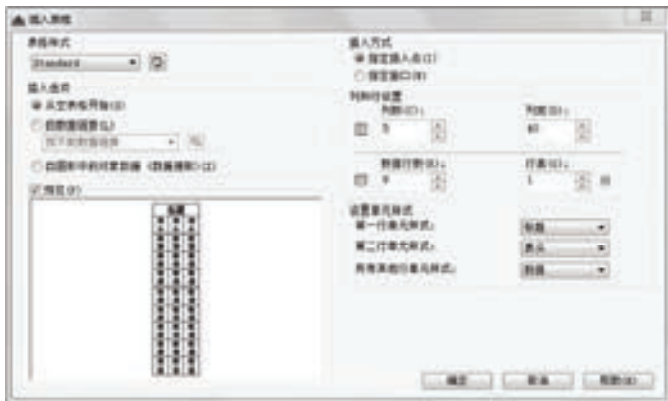 插入表格
表格样式
Standard
插入选项
从空表格开始(S)
自数据链接(L)
自图形中的对象数据 (数据提取)(X)
预览(P)
标题
插入方式
指定插入点(I)
指定窗口(W)
列和行设置
列数(C):
列宽(D):
5
数据行数(R):
行高(G):
9
1
行
设置单元样式
第一行单元样式:
标题
第二行单元样式:
表头
所有其他行单元样式:
数据
确定
取消
帮助(H)